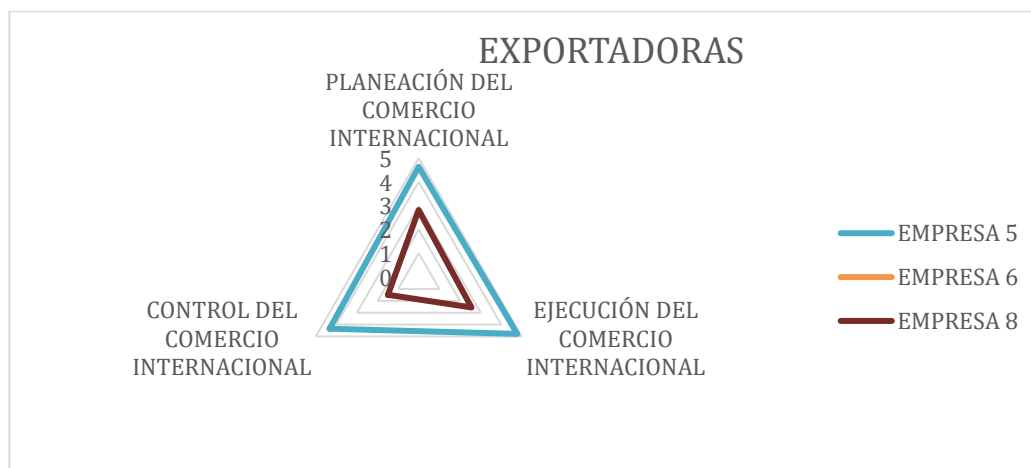 EXPORTADORAS
PLANEACIÓN DEL
COMERCIO
INTERNACIONAL
5
4
3
2
1
0
CONTROL DEL
COMERCIO
INTERNACIONAL
EJECUCIÓN DEL
COMERCIO
INTERNACIONAL
EMPRESA 5
EMPRESA 6
EMPRESA 8